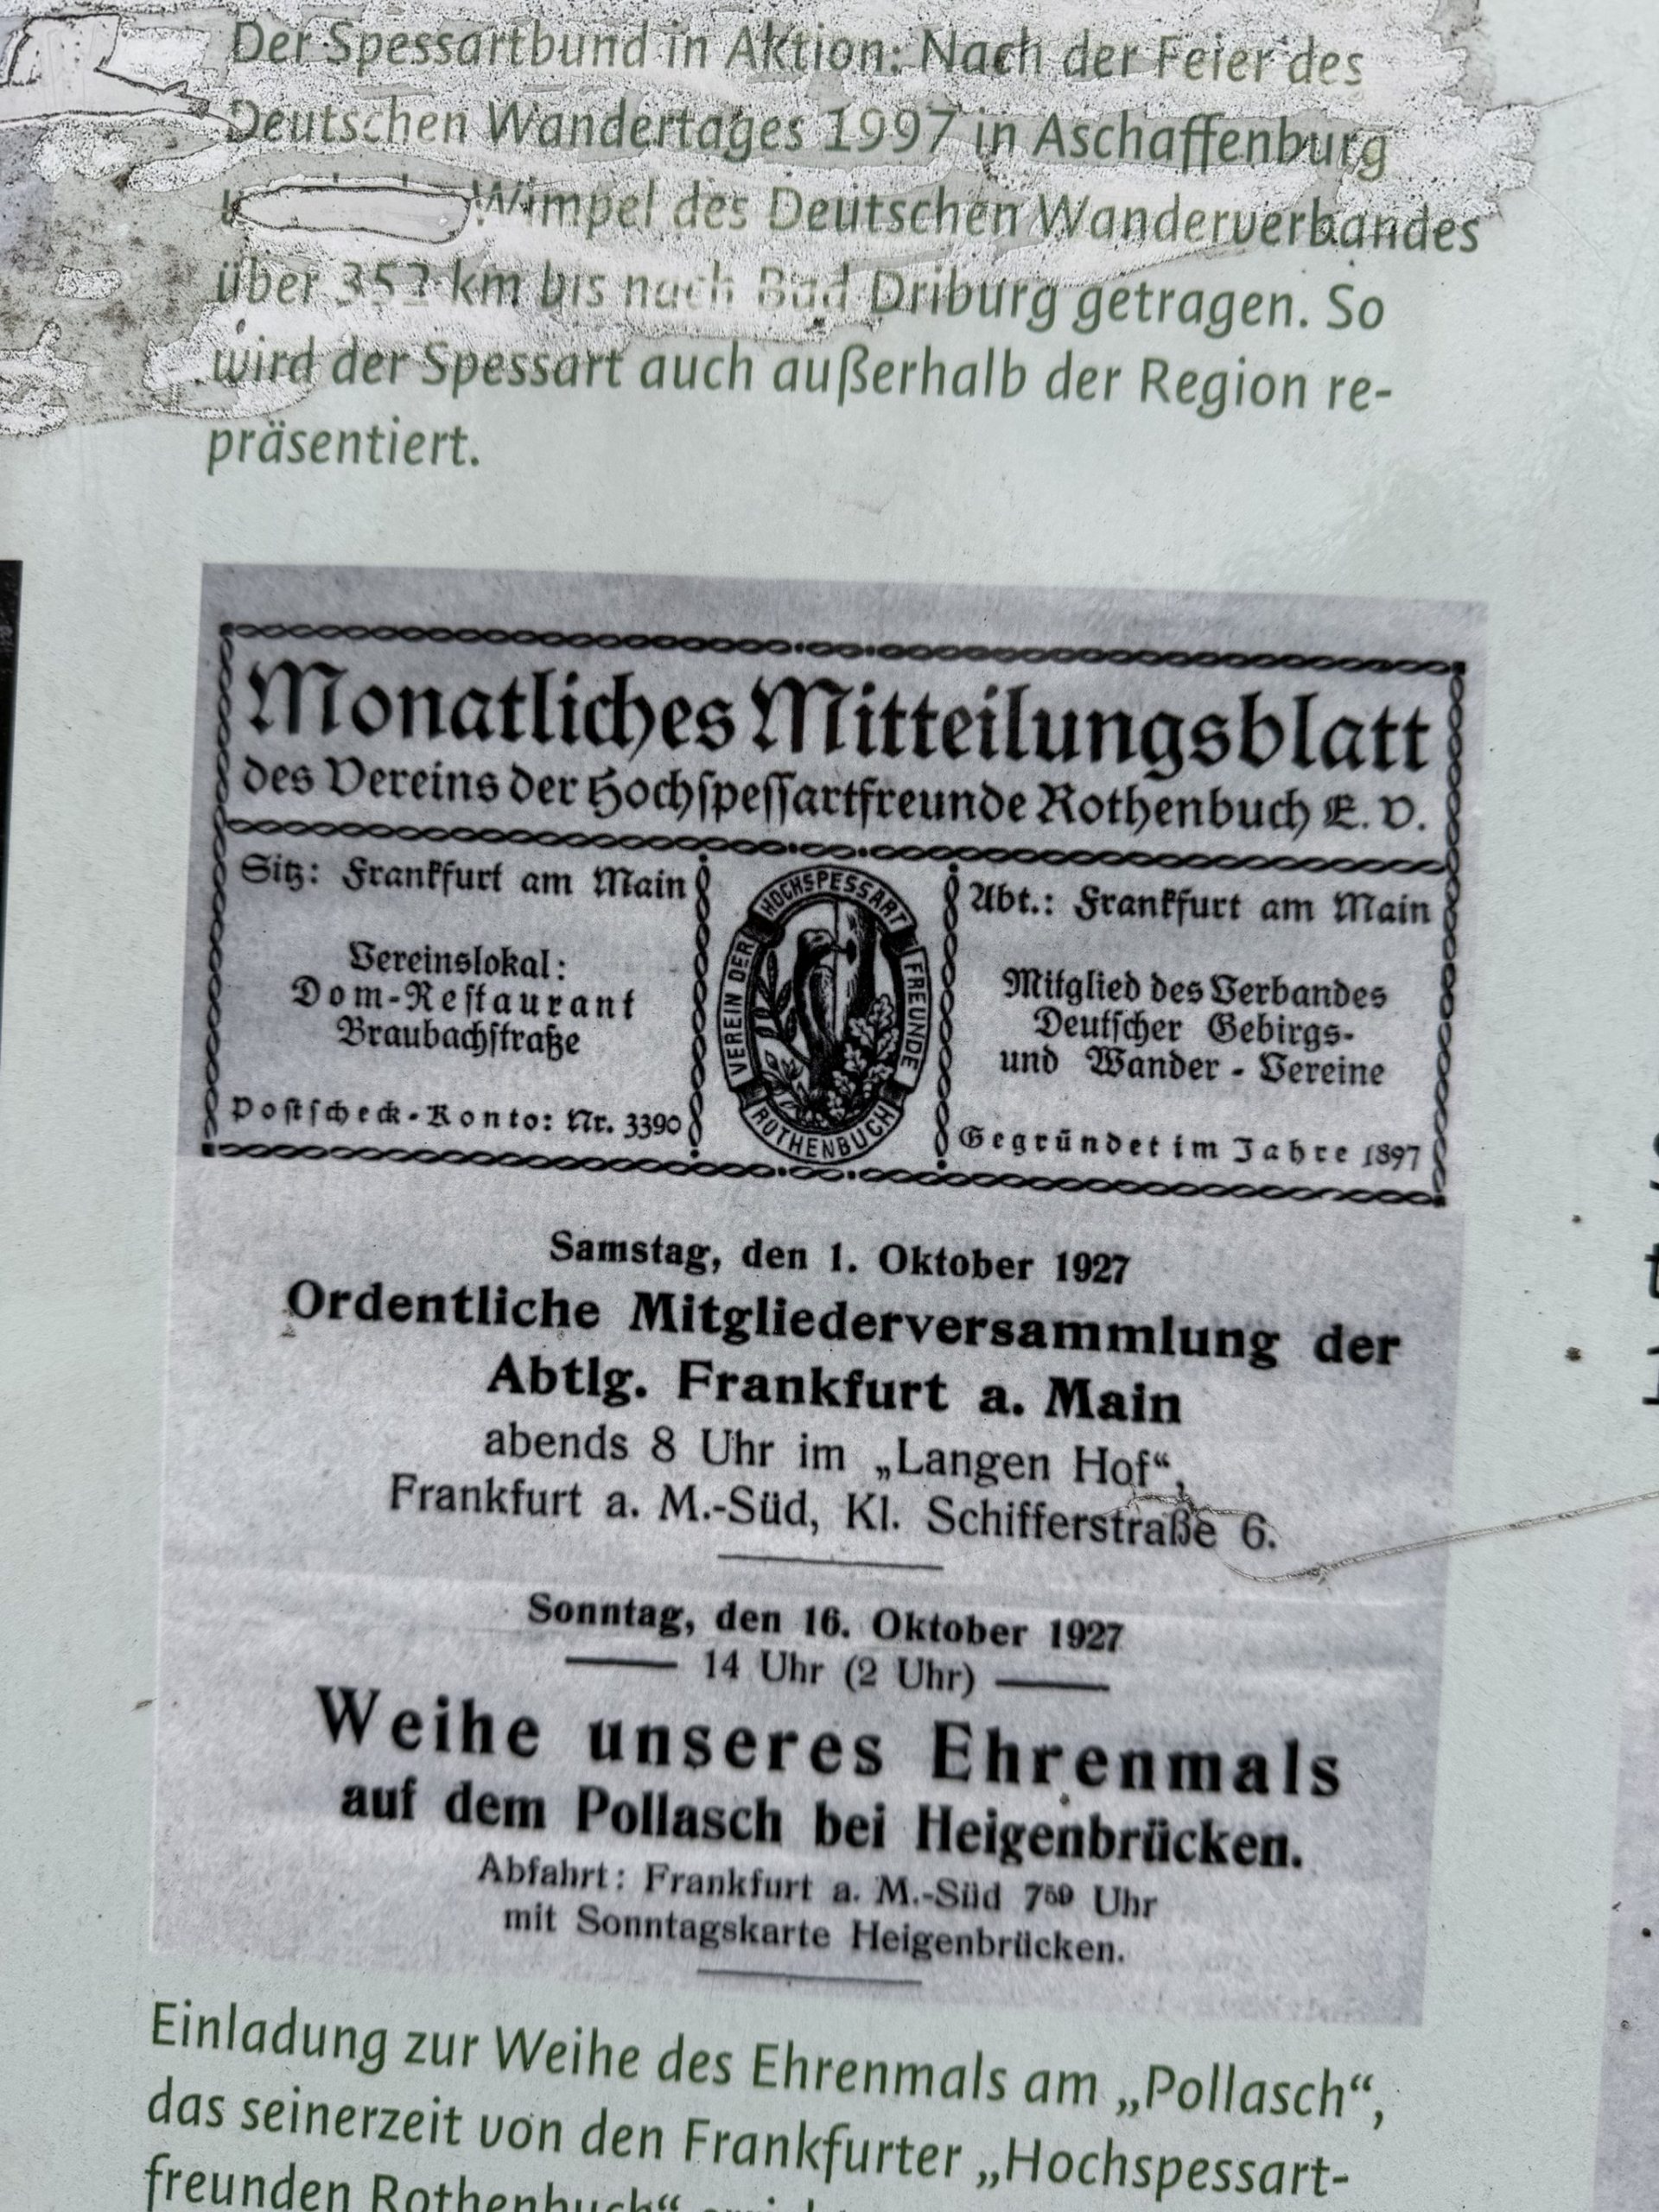 Der Spessartbund in Aktion: Nach der Feier des
Deutschen Wandertages 1997 in Aschaffenburg
Wimpel des Deutschen Wanderverbandes
über km bis nach Bad Driburg getragen. So
wird der Spessart auch außerhalb der Region re-
präsentiert.
Monatliches Mitteilungsblatt
des Vereins der Hochſpeſſartfreunde Rothenbuch E. V.
Sitz: Frankfurt am Main
Vereinslokal:
Dom-Reſtaurant
Braubachſtraße
Poſtſcheck-Konto: Nr. 3390
VEREIN DER HOCHSPESSART FREUNDE
ROTHENBUCH
Abt.: Frankfurt am Main
Mitglied des Verbandes
Deutſcher Gebirgs-
und Wander-Vereine
Gegründet im Jahre 1897
Samstag, den 1. Oktober 1927
Ordentliche Mitgliederversammlung der
Abtlg. Frankfurt a. Main
abends 8 Uhr im „Langen Hof“,
Frankfurt a. M.-Süd, Kl. Schifferstraße 6.
Sonntag, den 16. Oktober 1927
14 Uhr (2 Uhr)
Weihe unseres Ehrenmals
auf dem Pollasch bei Heigenbrücken.
Abfahrt: Frankfurt a. M.-Süd 7⁵⁹ Uhr
mit Sonntagskarte Heigenbrücken.
Einladung zur Weihe des Ehrenmals am „Pollasch“,
das seinerzeit von den Frankfurter „Hochspessart-
freunden Rothenbuch“